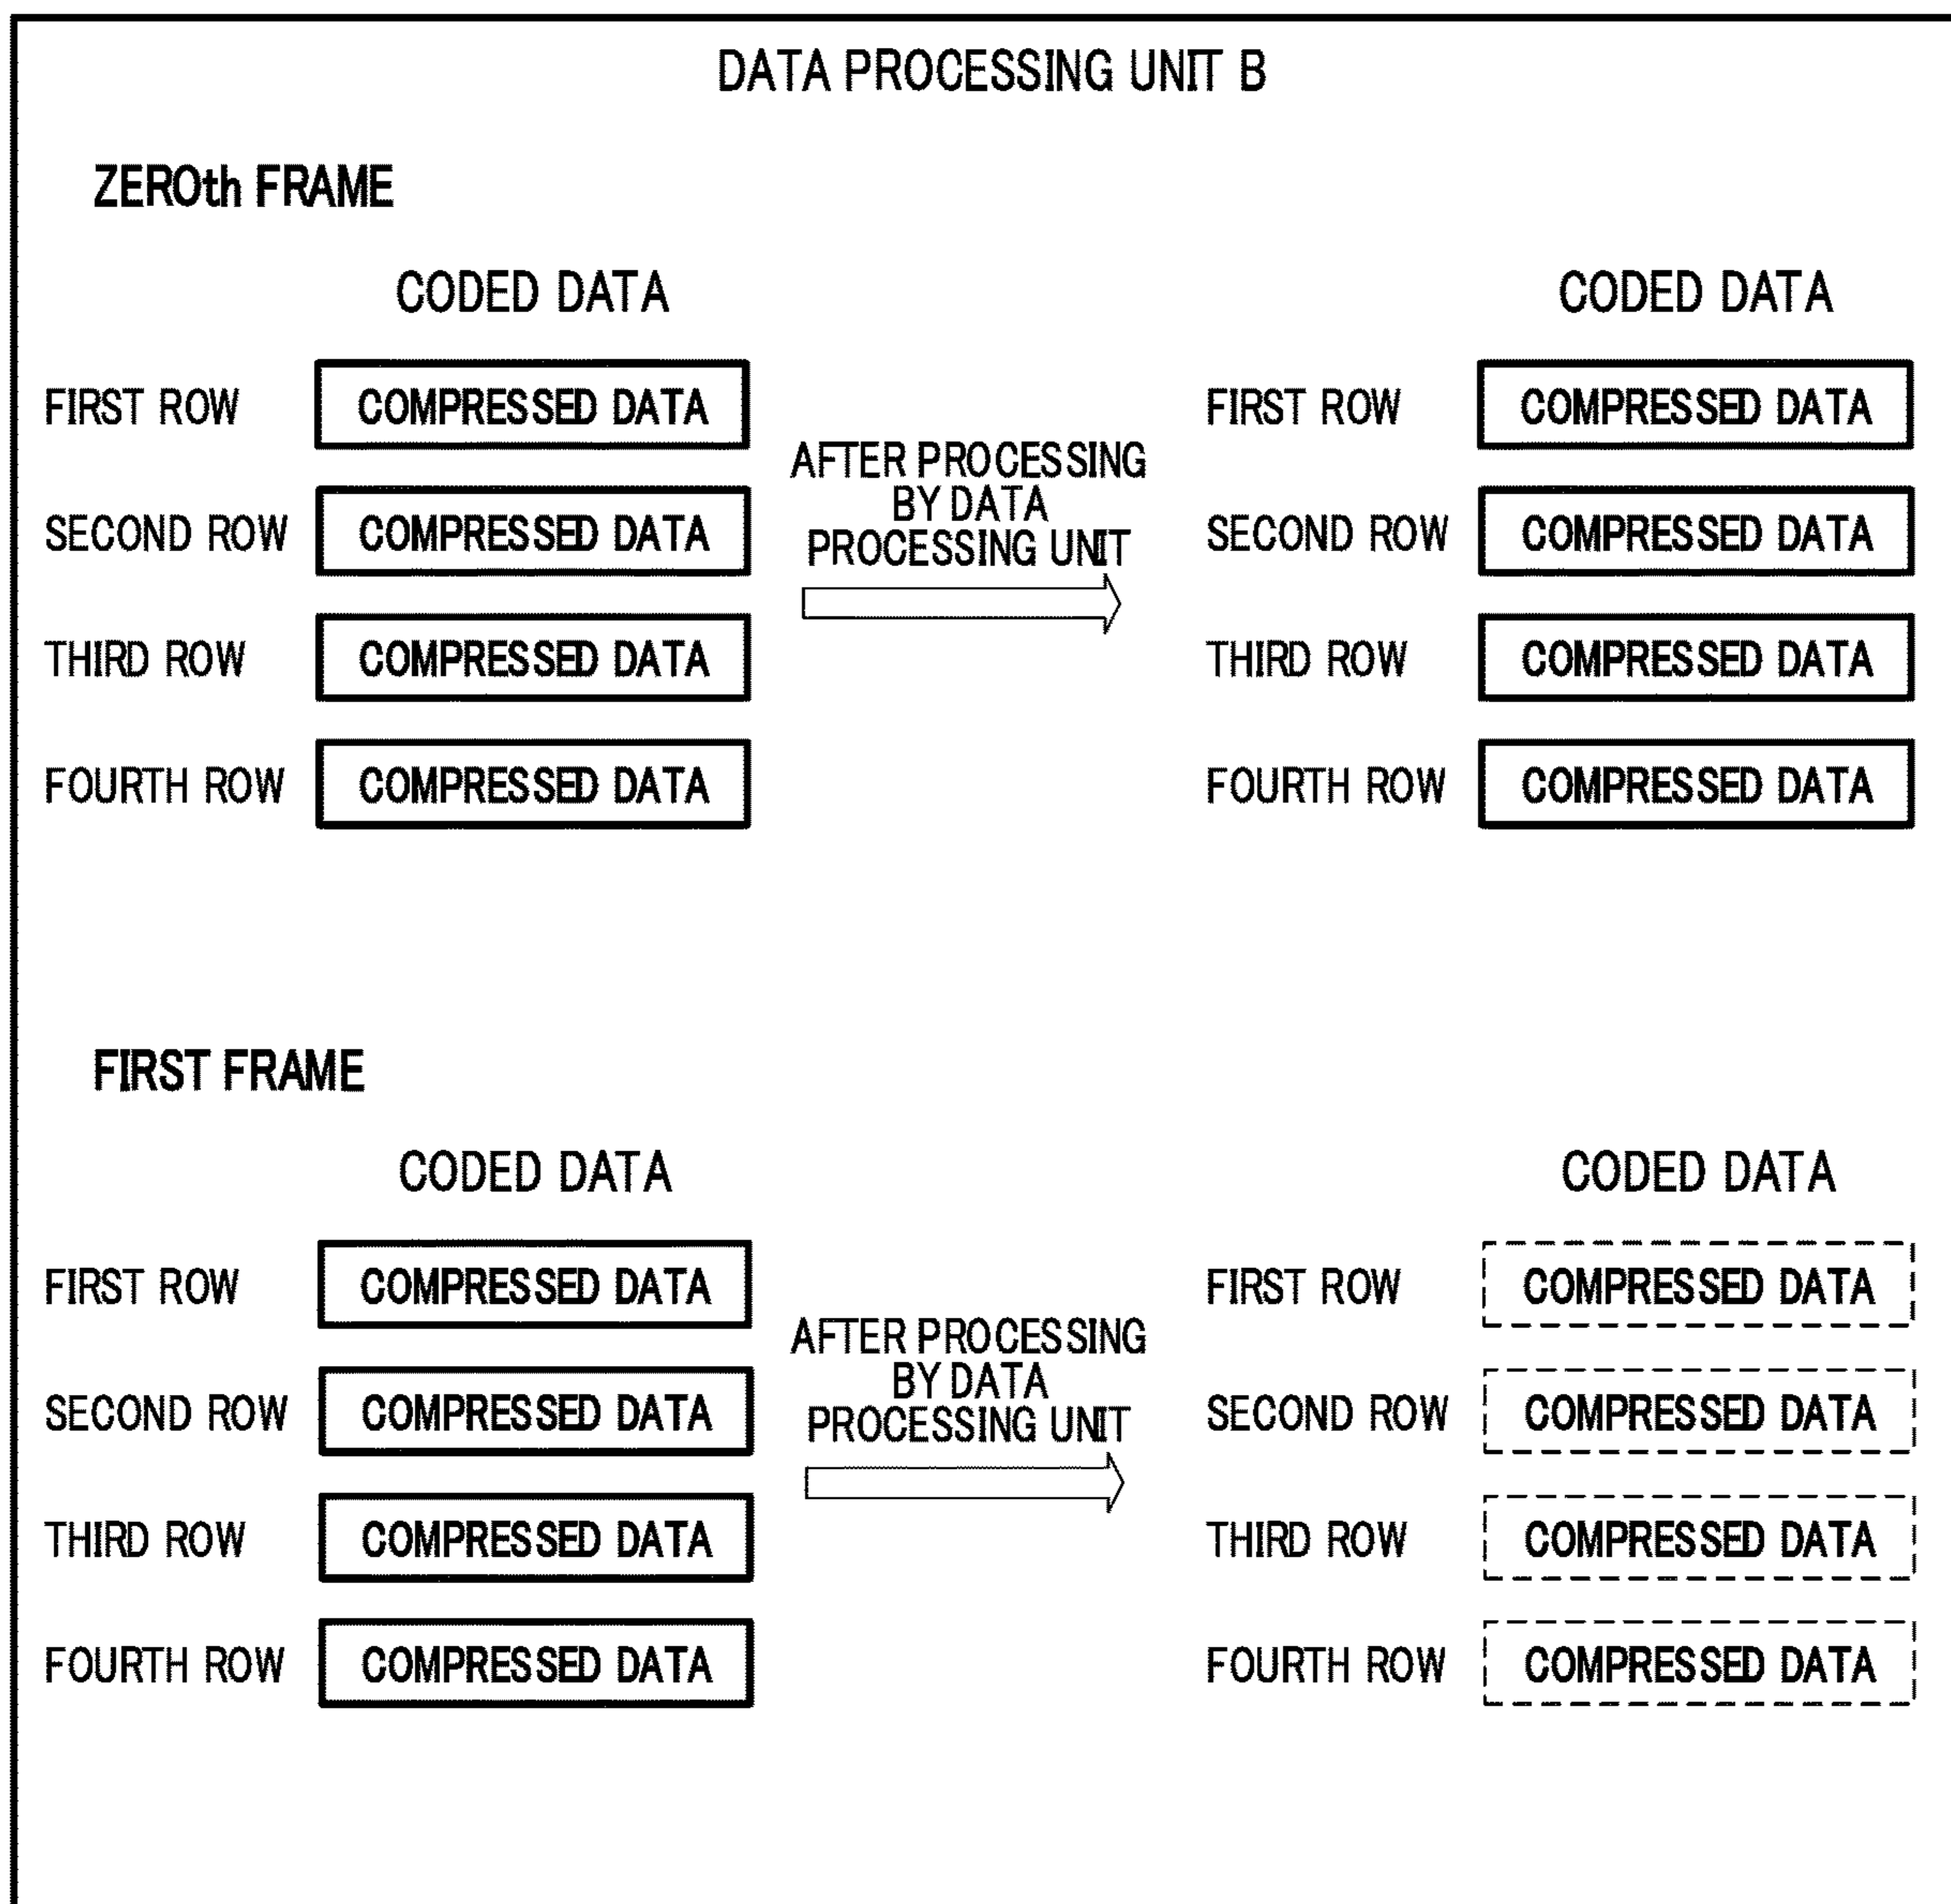 DATA PROCESSING UNIT B
ZEROth FRAME
CODED DATA
FIRST ROW COMPRESSED DATA
SECOND ROW COMPRESSED DATA
THIRD ROW COMPRESSED DATA
FOURTH ROW COMPRESSED DATA
AFTER PROCESSING
BY DATA
PROCESSING UNIT
CODED DATA
FIRST ROW COMPRESSED DATA
SECOND ROW COMPRESSED DATA
THIRD ROW COMPRESSED DATA
FOURTH ROW COMPRESSED DATA
FIRST FRAME
CODED DATA
FIRST ROW COMPRESSED DATA
SECOND ROW COMPRESSED DATA
THIRD ROW COMPRESSED DATA
FOURTH ROW COMPRESSED DATA
AFTER PROCESSING
BY DATA
PROCESSING UNIT
CODED DATA
FIRST ROW COMPRESSED DATA
SECOND ROW COMPRESSED DATA
THIRD ROW COMPRESSED DATA
FOURTH ROW COMPRESSED DATA